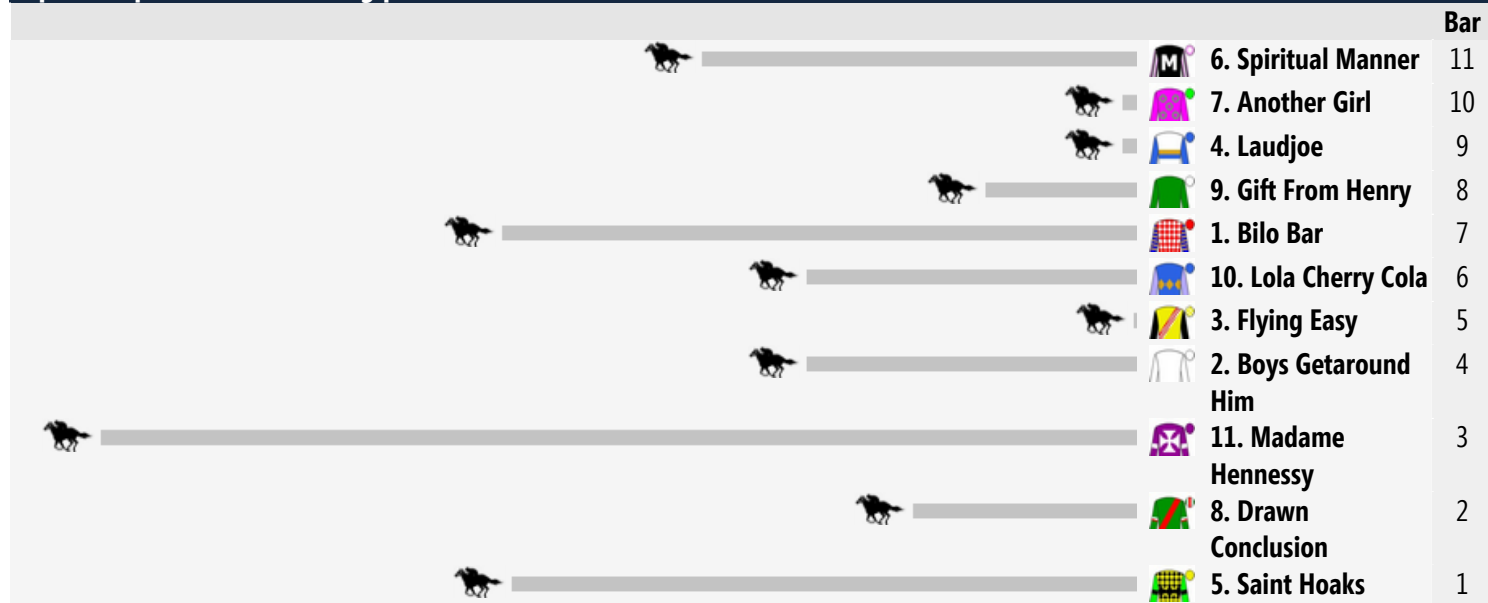 Bar
6. Spiritual Manner 11
7. Another Girl 10
4. Laudjoe 9
9. Gift From Henry 8
1. Bilo Bar 7
10. Lola Cherry Cola 6
3. Flying Easy 5
2. Boys Getaround 4
Him
11. Madame 3
Hennessy
8. Drawn 2
Conclusion
5. Saint Hoaks 1
M